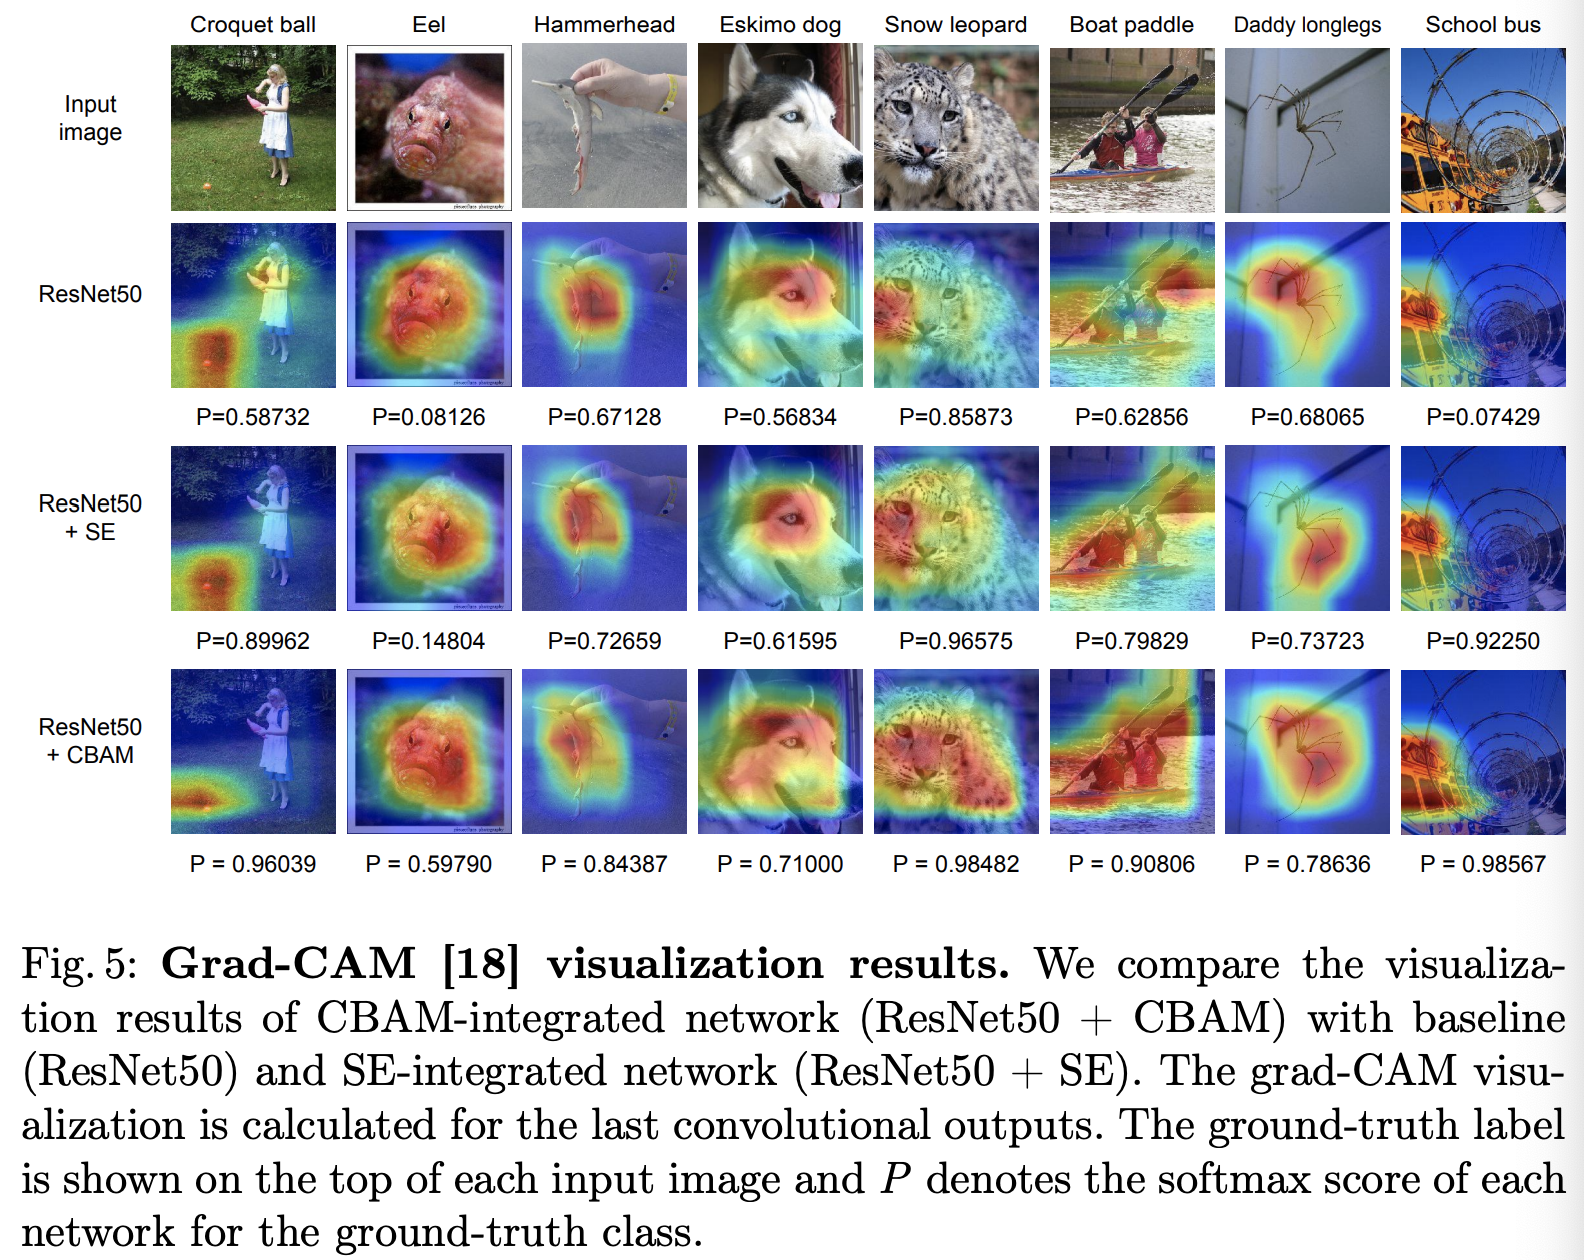 Croquet ball Eel Hammerhead Eskimo dog Snow leopard Boat paddle Daddy longlegs School bus
Input
image
ResNet50
P=0.58732 P=0.08126 P=0.67128 P=0.56834 P=0.85873 P=0.62856 P=0.68065 P=0.07429
ResNet50
+ SE
P=0.89962 P=0.14804 P=0.72659 P=0.61595 P=0.96575 P=0.79829 P=0.73723 P=0.92250
ResNet50
+ CBAM
P = 0.96039 P = 0.59790 P = 0.84387 P = 0.71000 P = 0.98482 P = 0.90806 P = 0.78636 P = 0.98567
Fig. 5: Grad-CAM [18] visualization results. We compare the visualiza-
tion results of CBAM-integrated network (ResNet50 + CBAM) with baseline
(ResNet50) and SE-integrated network (ResNet50 + SE). The grad-CAM visu-
alization is calculated for the last convolutional outputs. The ground-truth label
is shown on the top of each input image and P denotes the softmax score of each
network for the ground-truth class.